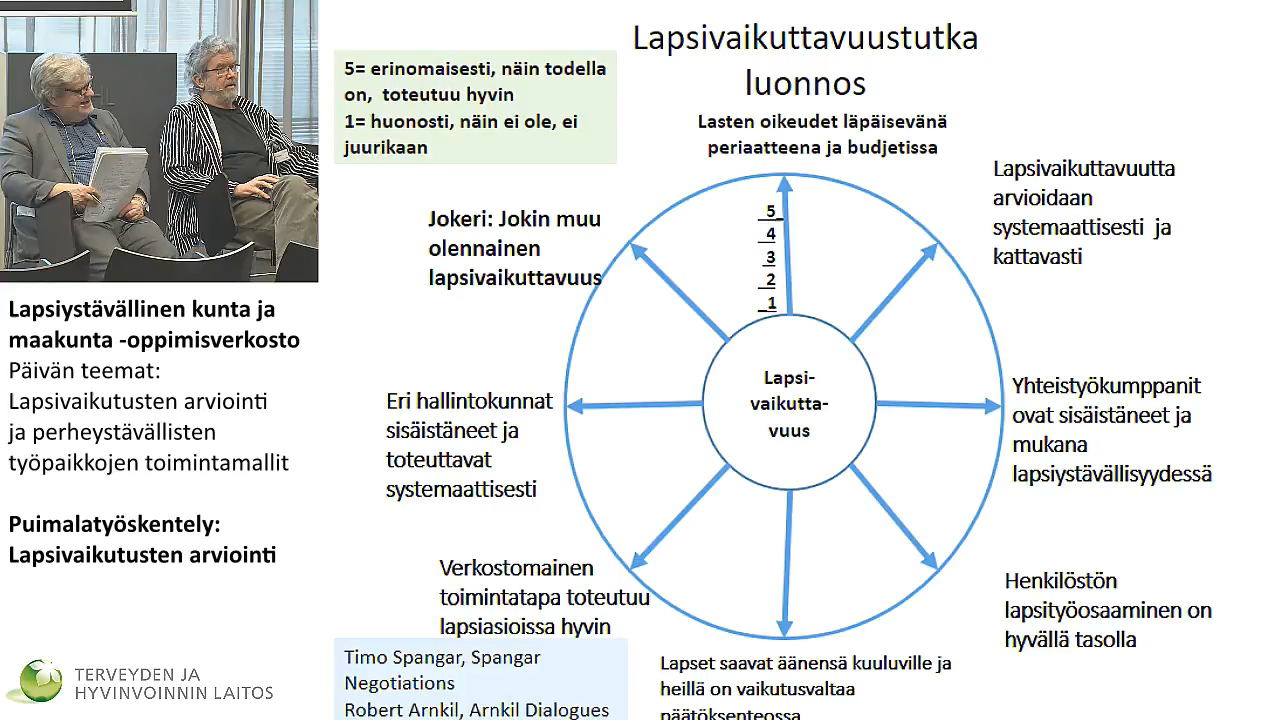 Lapsivaikuttavuustutka
luonnos
5= erinomaisesti, näin todella
on, toteutuu hyvin
1= huonosti, näin ei ole, ei
juurikaan
Lasten oikeudet läpäisevänä
periaatteena ja budjetissa
Lapsivaikuttavuutta
arvioidaan
systemaattisesti ja
kattavasti
Jokeri: Jokin muu
olennainen
lapsivaikuttavuus
5
4
3
2
1
Lapsi-
vaikutta-
vuus
Eri hallintokunnat
sisäistäneet ja
toteuttavat
systemaattisesti
Yhteistyökumppanit
ovat sisäistäneet ja
mukana
lapsiystävällisyydessä
Verkostomainen
toimintatapa toteutuu
lapsiasioissa hyvin
Henkilöstön
lapsityöosaaminen on
hyvällä tasolla
Lapset saavat äänensä kuuluville ja
heillä on vaikutusvaltaa
päätöksenteossa
Timo Spangar, Spangar
Negotiations
Robert Arnkil, Arnkil Dialogues
Lapsiystävällinen kunta ja
maakunta -oppimisverkosto
Päivän teemat:
Lapsivaikutusten arviointi
ja perheystävällisten
työpaikkojen toimintamallit
Puimalatyöskentely:
Lapsivaikutusten arviointi
TERVEYDEN JA
HYVINVOINNIN LAITOS